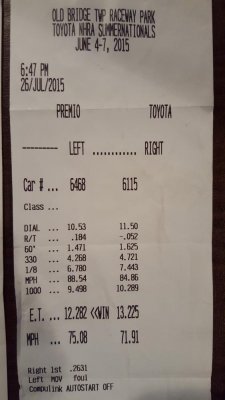 OLD BRIDGE TWP RACEWAY PARK
TOYOTA NHRA SUMMERNATIONALS
JUNE 4-7, 2015
6:47 PM
26/JUL/2015
PREMIO TOYOTA
--------- LEFT ............ RIGHT
Car # ... 6468 6115
Class ...
DIAL ... 10.53 11.50
R/T ... .184 -.052
60' ... 1.471 1.625
330 ... 4.268 4.721
1/8 ... 6.780 7.443
MPH ... 88.54 84.86
1000 ... 9.498 10.289
E.T. ... 12.282 <<WIN 13.225
MPH ... 75.08 71.91
Right 1st .2631
Left MOV foul
Compulink AUTOSTART OFF